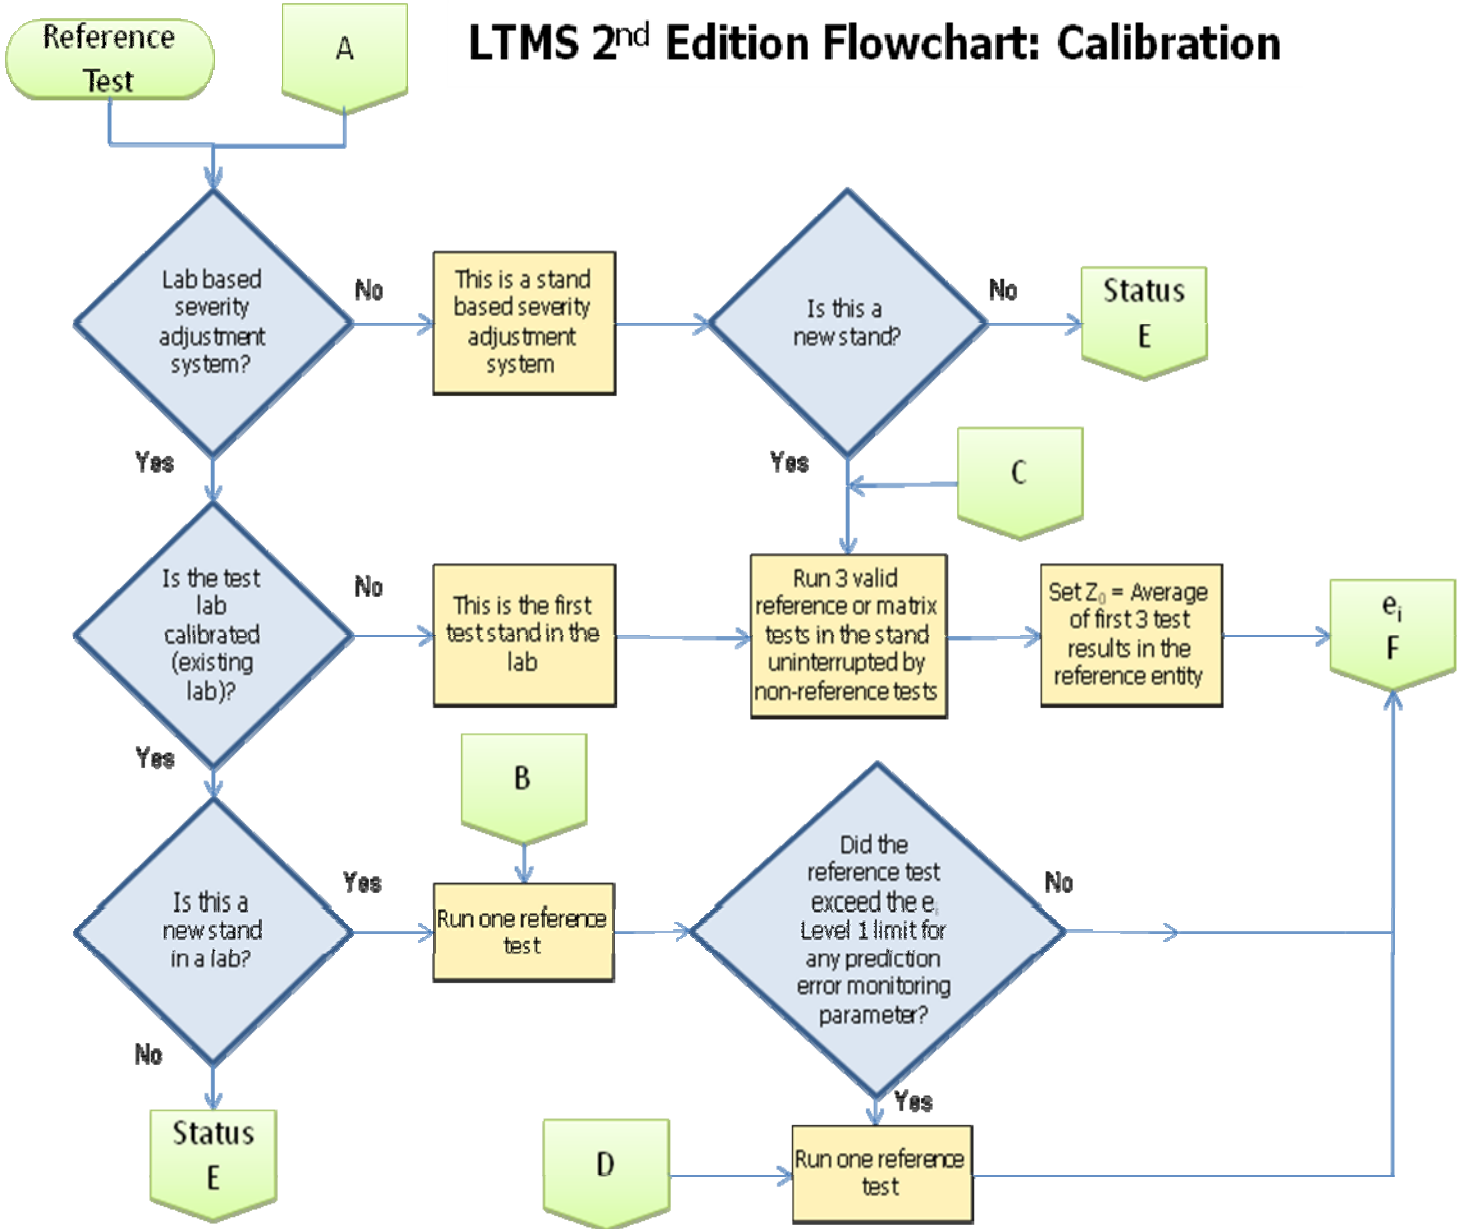 LTMS 2nd Edition Flowchart: Calibration
Reference
Test
A
Lab based
severity
adjustment
system?
No
This is a stand
based severity
adjustment
system
Is this a
new stand?
No
Status
E
Yes
Yes
C
Is the test
lab
calibrated
(existing
lab)?
No
This is the first
test stand in the
lab
Run 3 valid
reference or matrix
tests in the stand
uninterrupted by
non-reference tests
Set Z0 = Average
of first 3 test
results in the
reference entity
ei
F
Yes
B
Is this a
new stand
in a lab?
Yes
Run one reference
test
Did the
reference test
exceed the ei
Level 1 limit for
any prediction
error monitoring
parameter?
No
No
Yes
Status
E
D
Run one reference
test